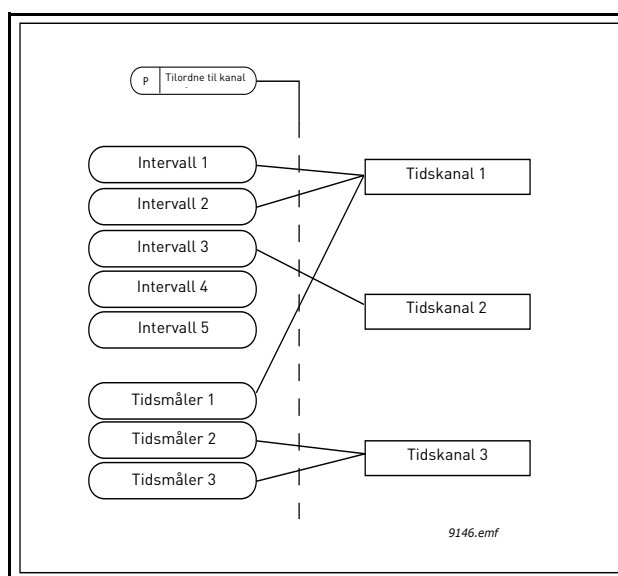 P Tilordne til kanal
Intervall 1
Intervall 2
Intervall 3
Intervall 4
Intervall 5
Tidsmåler 1
Tidsmåler 2
Tidsmåler 3
Tidskanal 1
Tidskanal 2
Tidskanal 3
9146.emf